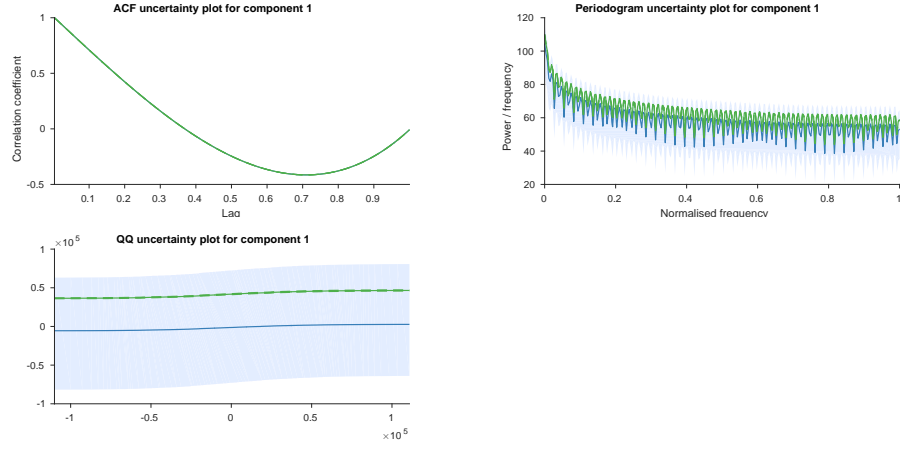 ACF uncertainty plot for component 1
1
0.5
0
-0.5
Correlation coefficient
0.1 0.2 0.3 0.4 0.5 0.6 0.7 0.8 0.9
Lag
Periodogram uncertainty plot for component 1
120
100
80
60
40
20
Power / frequency
0 0.2 0.4 0.6 0.8 1
Normalised frequency
QQ uncertainty plot for component 1
×10 5
1
0.5
0
-0.5
-1
-1 -0.5 0 0.5 1
×10 5